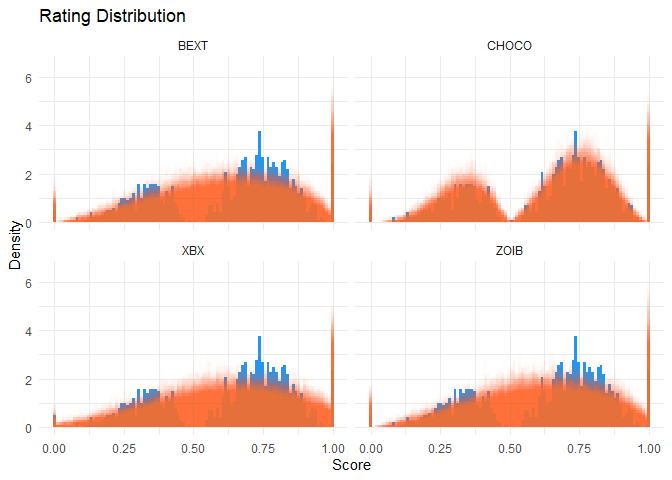 Rating Distribution
BEXT
CHOCO
6
4
2
0
XBX
ZOIB
6
4
2
0
Density
0.00 0.25 0.50 0.75 1.00 0.00 0.25 0.50 0.75 1.00
Score